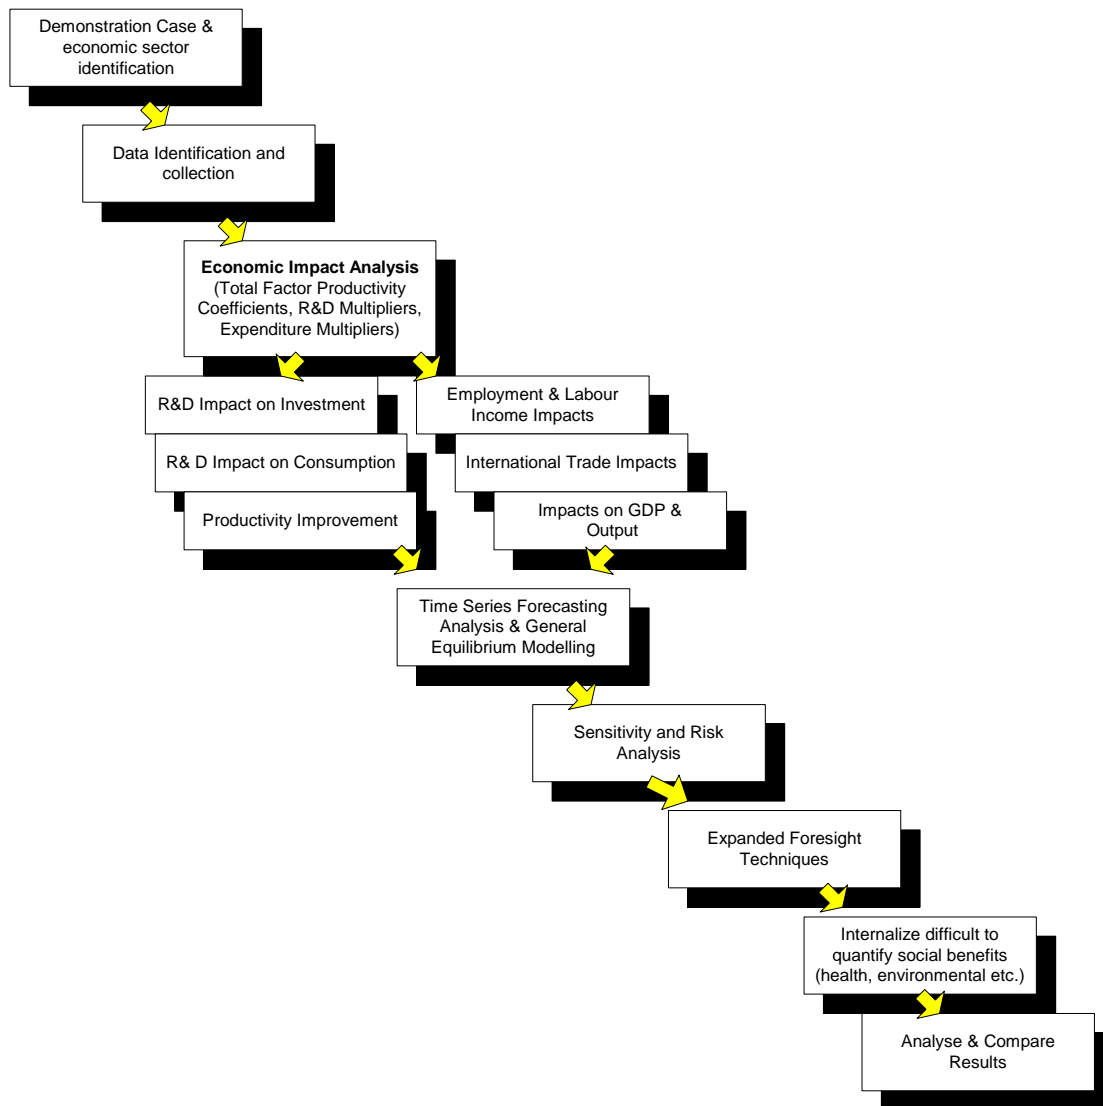 Demonstration Case &
economic sector
identification
Data Identification and
collection
Economic Impact Analysis
(Total Factor Productivity
Coefficients, R&D Multipliers,
Expenditure Multipliers)
R&D Impact on Investment
R& D Impact on Consumption
Productivity Improvement
Employment & Labour
Income Impacts
International Trade Impacts
Impacts on GDP &
Output
Time Series Forecasting
Analysis & General
Equilibrium Modelling
Sensitivity and Risk
Analysis
Expanded Foresight
Techniques
Internalize difficult to
quantify social benefits
(health, environmental etc.)
Analyse & Compare
Results